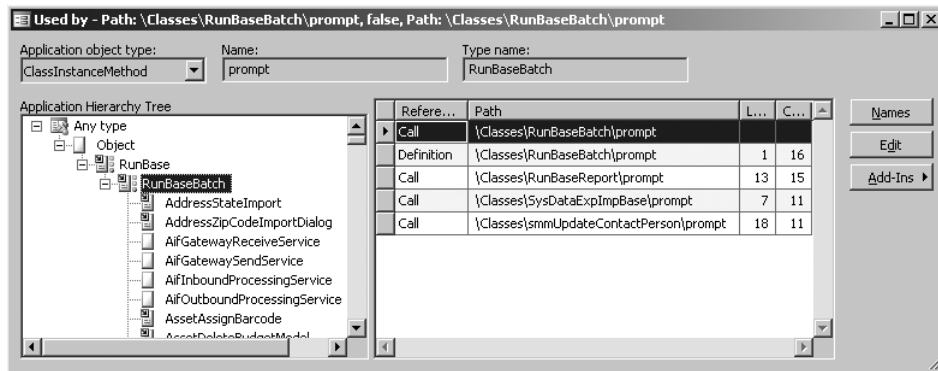 Used by - Path: \Classes\RunBaseBatch\prompt, false, Path: \Classes\RunBaseBatch\prompt
Application object type:
Name:
Type name:
ClassInstanceMethod
prompt
RunBaseBatch
Application Hierarchy Tree
Any type
Object
RunBase
RunBaseBatch
AddressStateImport
AddressZipCodeImportDialog
AifGatewayReceiveService
AifGatewaySendService
AifInboundProcessingService
AifOutboundProcessingService
AssetAssignBarcode
AssetDeleteBudgetModel
Refere... Path L... C...
Call \Classes\RunBaseBatch\prompt
Definition \Classes\RunBaseBatch\prompt 1 16
Call \Classes\RunBaseReport\prompt 13 15
Call \Classes\SysDataExpImpBase\prompt 7 11
Call \Classes\smmUpdateContactPerson\prompt 18 11
Names
Edit
Add-Ins